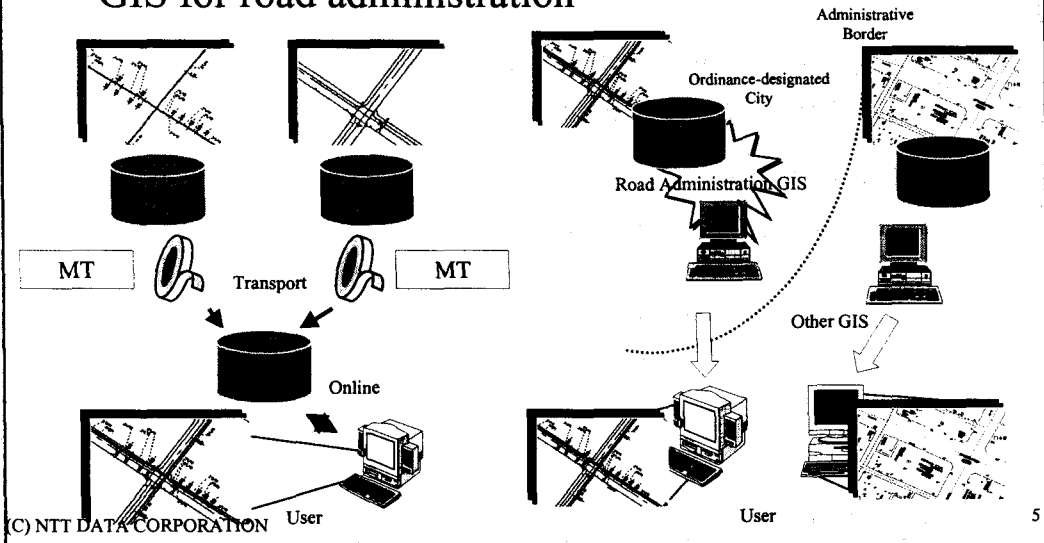 GIS for road administration
Administrative
Border
Ordinance-designated
City
Road Administration GIS
MT
Transport
MT
Other GIS
Online
User
User
(C) NTT DATA CORPORATION
5